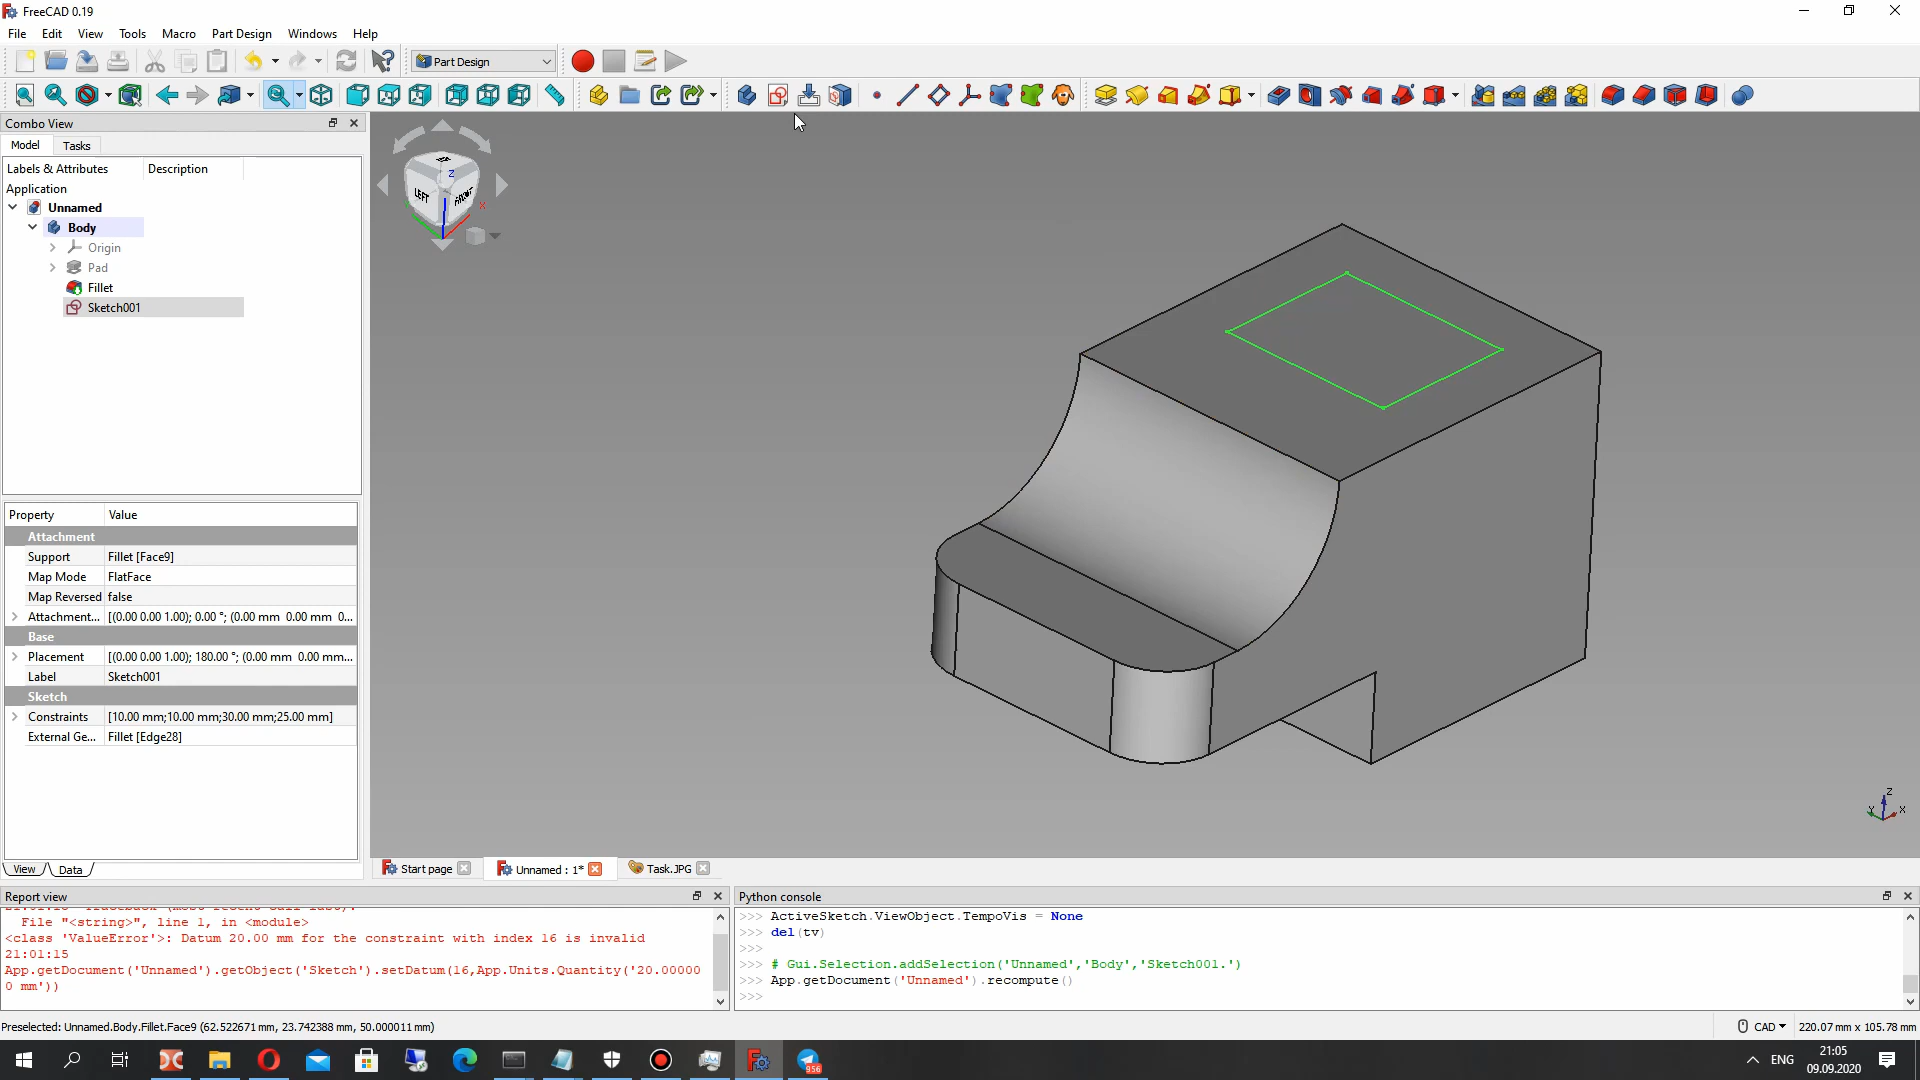 FreeCAD 0.19
File Edit View Tools Macro Part Design Windows Help
Part Design
Combo View
Model Tasks
Labels & Attributes Description
Application
Unnamed
Body
Origin
Pad
Fillet
Sketch001
TOP
LEFT FRONT
Z
X
Property Value
Attachment
Support Fillet [Face9]
Map Mode FlatFace
Map Reversed false
Attachment... [(0.00 0.00 1.00); 0.00 °; (0.00 mm 0.00 mm 0...
Base
Placement [(0.00 0.00 1.00); 180.00 °; (0.00 mm 0.00 mm...
Label Sketch001
Sketch
Constraints [10.00 mm;10.00 mm;30.00 mm;25.00 mm]
External Ge... Fillet [Edge28]
Z
Y X
View Data
Start page Unnamed : 1* Task.JPG
Report view
File "<string>", line 1, in <module>
<class 'ValueError'>: Datum 20.00 mm for the constraint with index 16 is invalid
21:01:15
App.getDocument('Unnamed').getObject('Sketch').setDatum(16,App.Units.Quantity('20.00000
0 mm'))
Python console
>>> ActiveSketch.ViewObject.TempoVis = None
>>> del(tv)
>>>
>>> # Gui.Selection.addSelection('Unnamed','Body','Sketch001.')
>>> App.getDocument('Unnamed').recompute()
>>>
Preselected: Unnamed.Body.Fillet.Face9 (62.522671 mm, 23.742388 mm, 50.000011 mm)
CAD 220.07 mm x 105.78 mm
956
ENG
21:05
09.09.2020